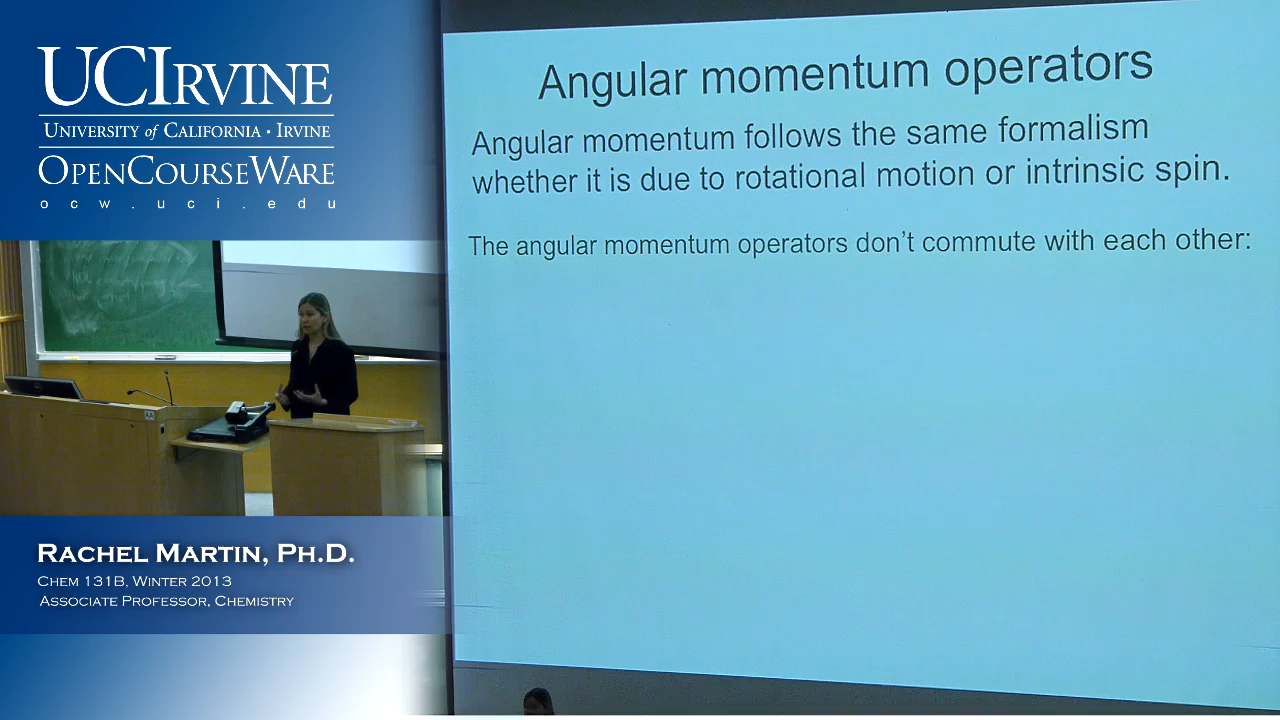 UCIRVINE
UNIVERSITY of CALIFORNIA · IRVINE
OPENCOURSEWARE
ocw.uci.edu
RACHEL MARTIN, PH.D.
CHEM 131B, WINTER 2013
ASSOCIATE PROFESSOR, CHEMISTRY
Angular momentum operators
Angular momentum follows the same formalism
whether it is due to rotational motion or intrinsic spin.
The angular momentum operators don't commute with each other: